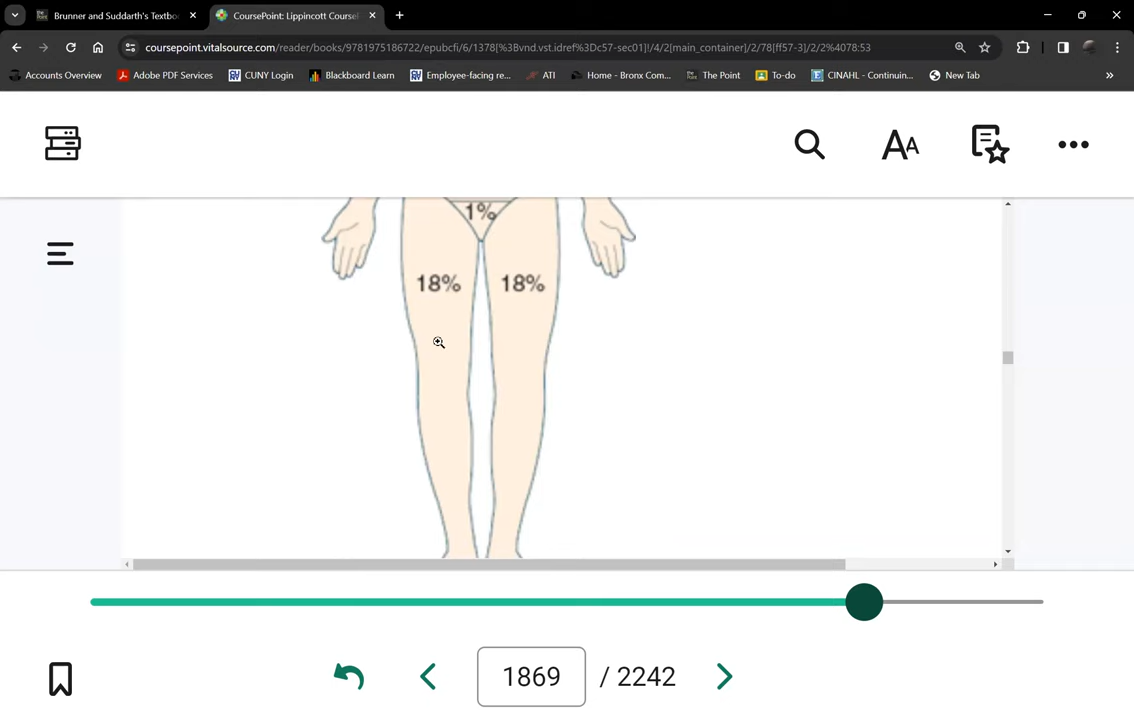 Brunner and Suddarth's Textbo
CoursePoint: Lippincott CourseP
coursepoint.vitalsource.com/reader/books/9781975186722/epubcfi/6/1378[%3Bvnd.vst.idref%3Dc57-sec01]!/4/2[main_container]/2/78[ff57-3]/2/2%4078:53
Accounts Overview Adobe PDF Services CUNY Login Blackboard Learn Employee-facing re... ATI Home - Bronx Com... The Point To-do CINAHL - Continuin... New Tab »
AA
1%
18% 18%
1869 / 2242